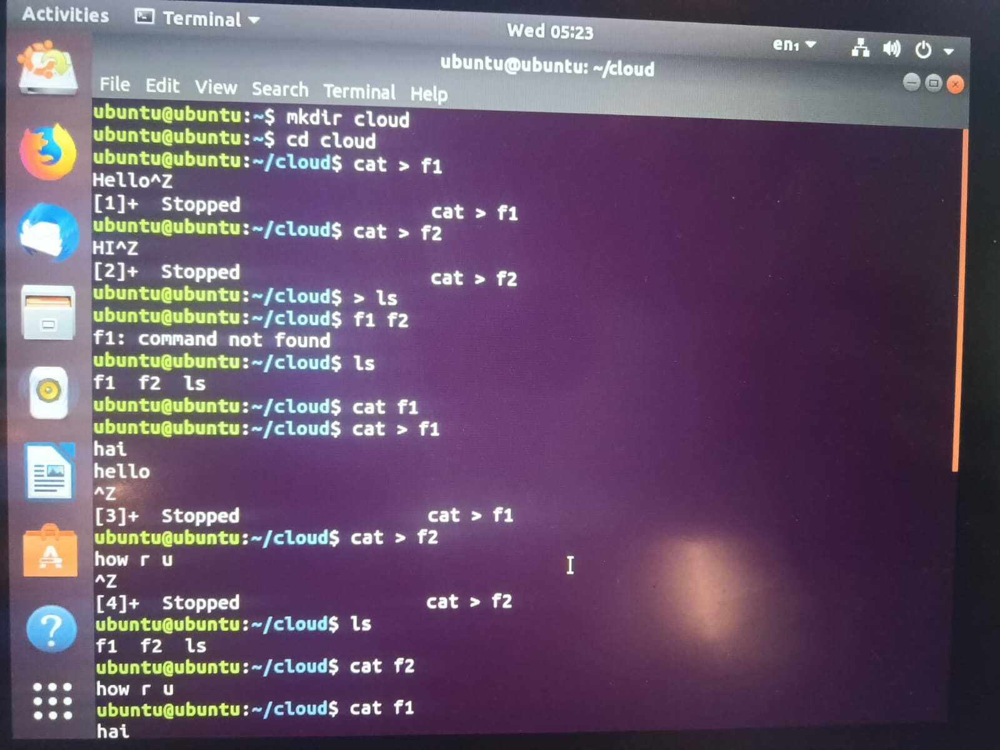 Activities Terminal
Wed 05:23
en1
ubuntu@ubuntu: ~/cloud
File Edit View Search Terminal Help
ubuntu@ubuntu:~$ mkdir cloud
ubuntu@ubuntu:~$ cd cloud
ubuntu@ubuntu:~/cloud$ cat > f1
Hello^Z
[1]+  Stopped                 cat > f1
ubuntu@ubuntu:~/cloud$ cat > f2
HI^Z
[2]+  Stopped                 cat > f2
ubuntu@ubuntu:~/cloud$ > ls
ubuntu@ubuntu:~/cloud$ f1 f2
f1: command not found
ubuntu@ubuntu:~/cloud$ ls
f1  f2  ls
ubuntu@ubuntu:~/cloud$ cat f1
ubuntu@ubuntu:~/cloud$ cat > f1
hai
hello
^Z
[3]+  Stopped                 cat > f1
ubuntu@ubuntu:~/cloud$ cat > f2
how r u
^Z
[4]+  Stopped                 cat > f2
ubuntu@ubuntu:~/cloud$ ls
f1  f2  ls
ubuntu@ubuntu:~/cloud$ cat f2
how r u
ubuntu@ubuntu:~/cloud$ cat f1
hai